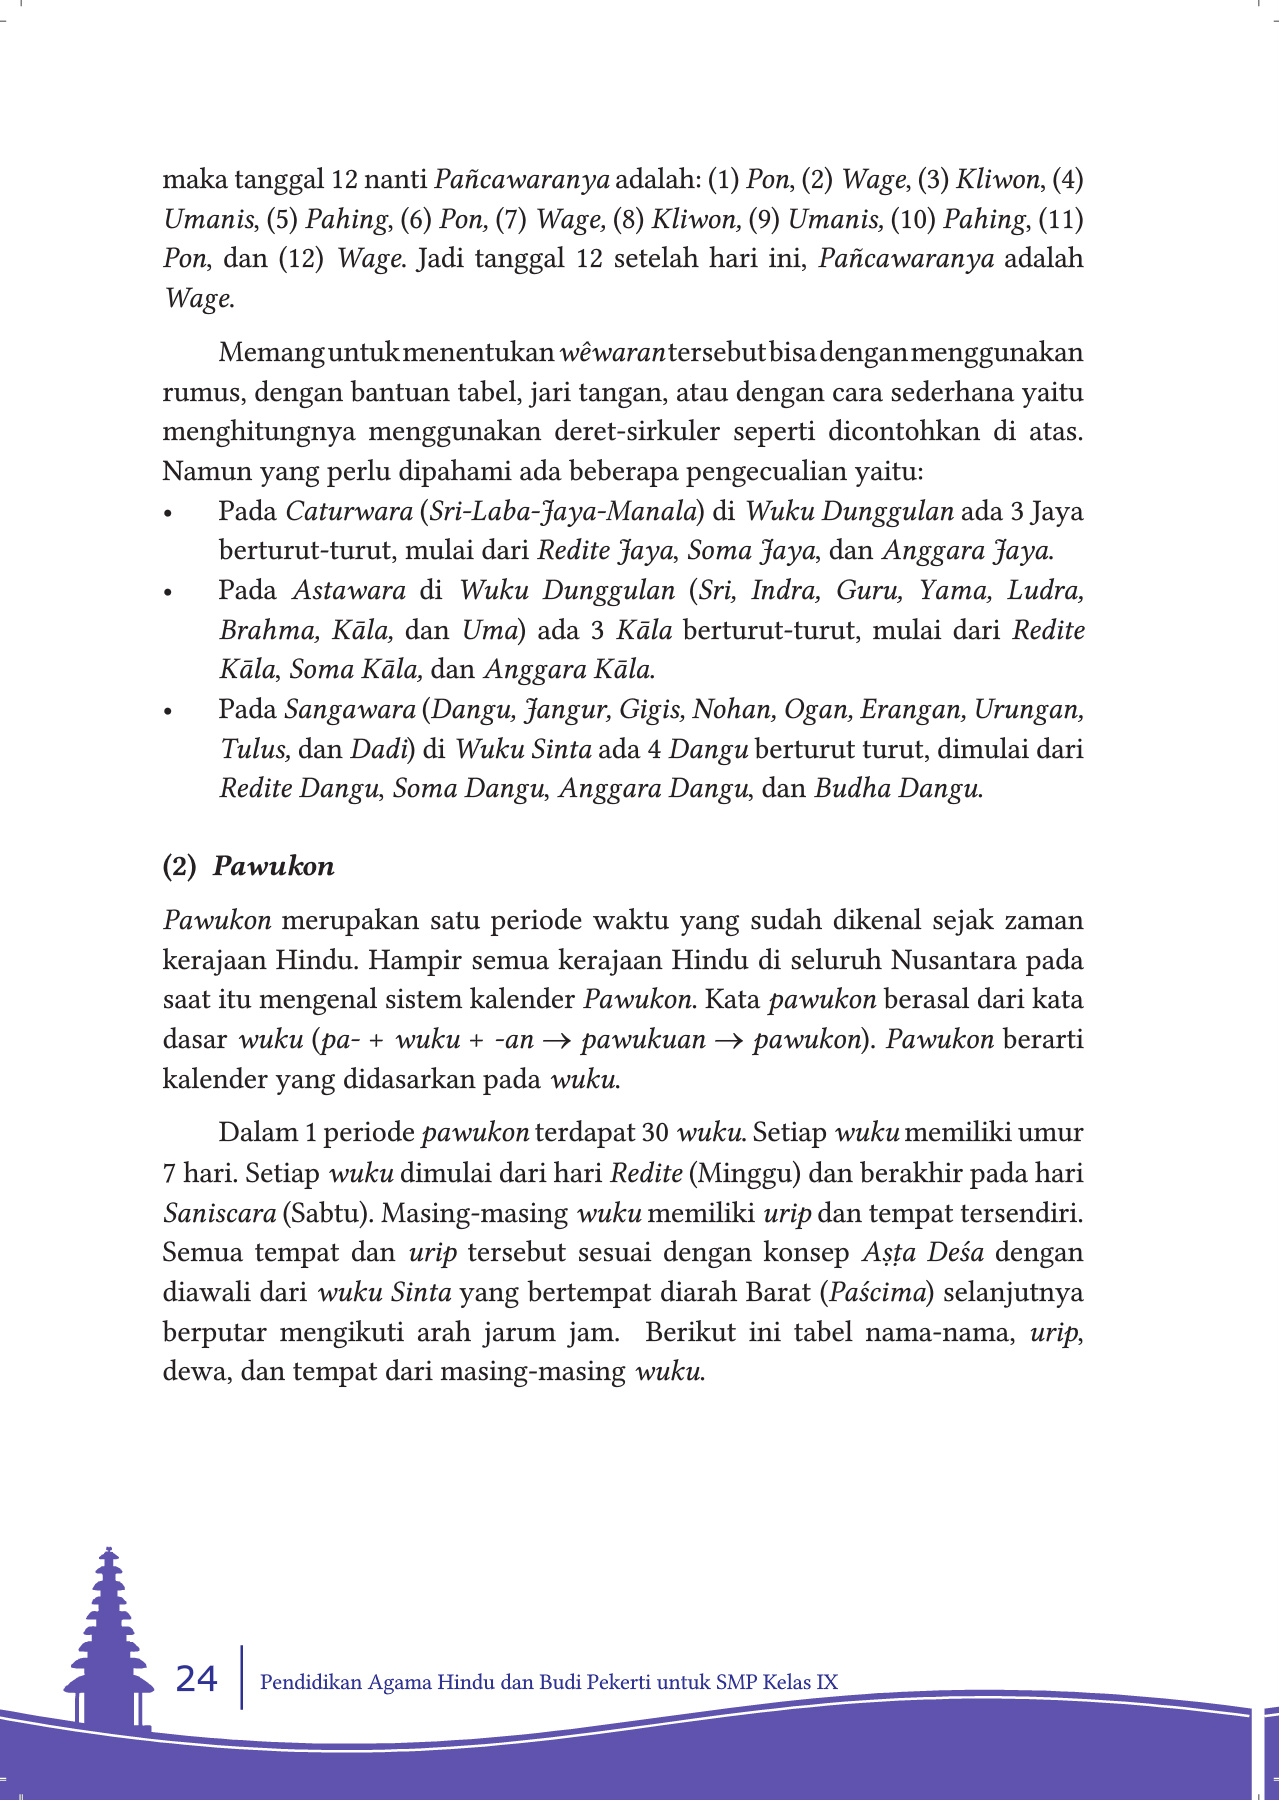 maka tanggal 12 nanti Pañcawaranya adalah: (1) Pon, (2) Wage, (3) Kliwon, (4)
Umanis, (5) Pahing, (6) Pon, (7) Wage, (8) Kliwon, (9) Umanis, (10) Pahing, (11)
Pon, dan (12) Wage. Jadi tanggal 12 setelah hari ini, Pañcawaranya adalah
Wage.
Memang untuk menentukan wêwaran tersebut bisa dengan menggunakan
rumus, dengan bantuan tabel, jari tangan, atau dengan cara sederhana yaitu
menghitungnya menggunakan deret-sirkuler seperti dicontohkan di atas.
Namun yang perlu dipahami ada beberapa pengecualian yaitu:
• Pada Caturwara (Sri-Laba-Jaya-Manala) di Wuku Dunggulan ada 3 Jaya
berturut-turut, mulai dari Redite Jaya, Soma Jaya, dan Anggara Jaya.
• Pada Astawara di Wuku Dunggulan (Sri, Indra, Guru, Yama, Ludra,
Brahma, Kāla, dan Uma) ada 3 Kāla berturut-turut, mulai dari Redite
Kāla, Soma Kāla, dan Anggara Kāla.
• Pada Sangawara (Dangu, Jangur, Gigis, Nohan, Ogan, Erangan, Urungan,
Tulus, dan Dadi) di Wuku Sinta ada 4 Dangu berturut turut, dimulai dari
Redite Dangu, Soma Dangu, Anggara Dangu, dan Budha Dangu.
(2) Pawukon
Pawukon merupakan satu periode waktu yang sudah dikenal sejak zaman
kerajaan Hindu. Hampir semua kerajaan Hindu di seluruh Nusantara pada
saat itu mengenal sistem kalender Pawukon. Kata pawukon berasal dari kata
dasar wuku (pa- + wuku + -an → pawukuan → pawukon). Pawukon berarti
kalender yang didasarkan pada wuku.
Dalam 1 periode pawukon terdapat 30 wuku. Setiap wuku memiliki umur
7 hari. Setiap wuku dimulai dari hari Redite (Minggu) dan berakhir pada hari
Saniscara (Sabtu). Masing-masing wuku memiliki urip dan tempat tersendiri.
Semua tempat dan urip tersebut sesuai dengan konsep Aṣṭa Deśa dengan
diawali dari wuku Sinta yang bertempat diarah Barat (Paścima) selanjutnya
berputar mengikuti arah jarum jam. Berikut ini tabel nama-nama, urip,
dewa, dan tempat dari masing-masing wuku.
24 Pendidikan Agama Hindu dan Budi Pekerti untuk SMP Kelas IX